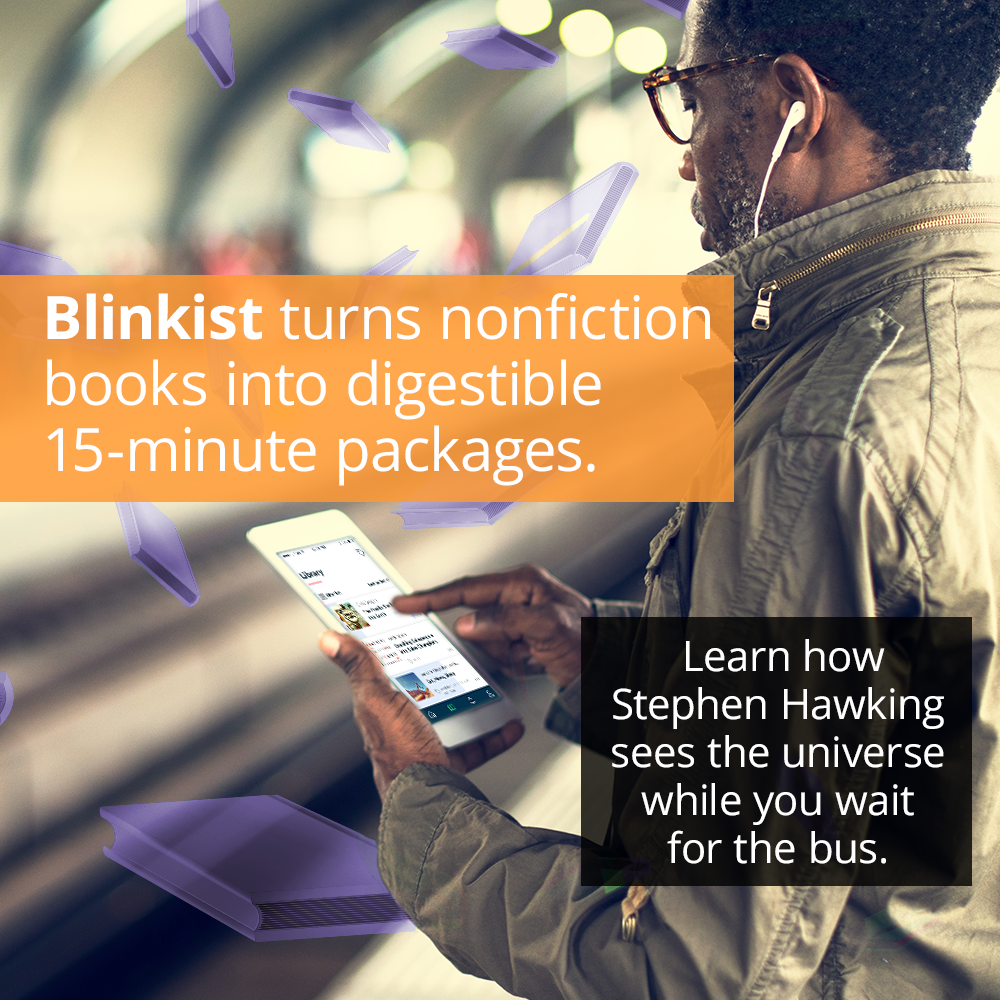 Blinkist turns nonfiction
books into digestible
15-minute packages.
Library
Learn how
Stephen Hawking
sees the universe
while you wait
for the bus.